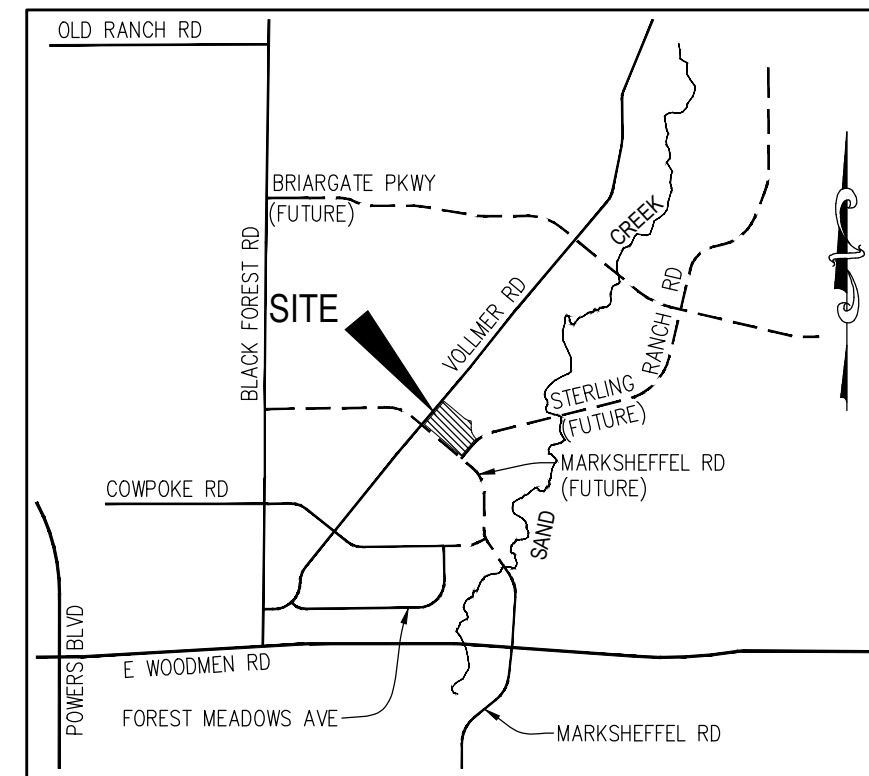 OLD RANCH RD
BRIARGATE PKWY
(FUTURE)
BLACK FOREST RD
SITE
VOLLMER RD
CREEK
STERLING RANCH RD
(FUTURE)
MARKSHEFFEL RD
(FUTURE)
COWPOKE RD
SAND
POWERS BLVD
E WOODMEN RD
FOREST MEADOWS AVE
MARKSHEFFEL RD